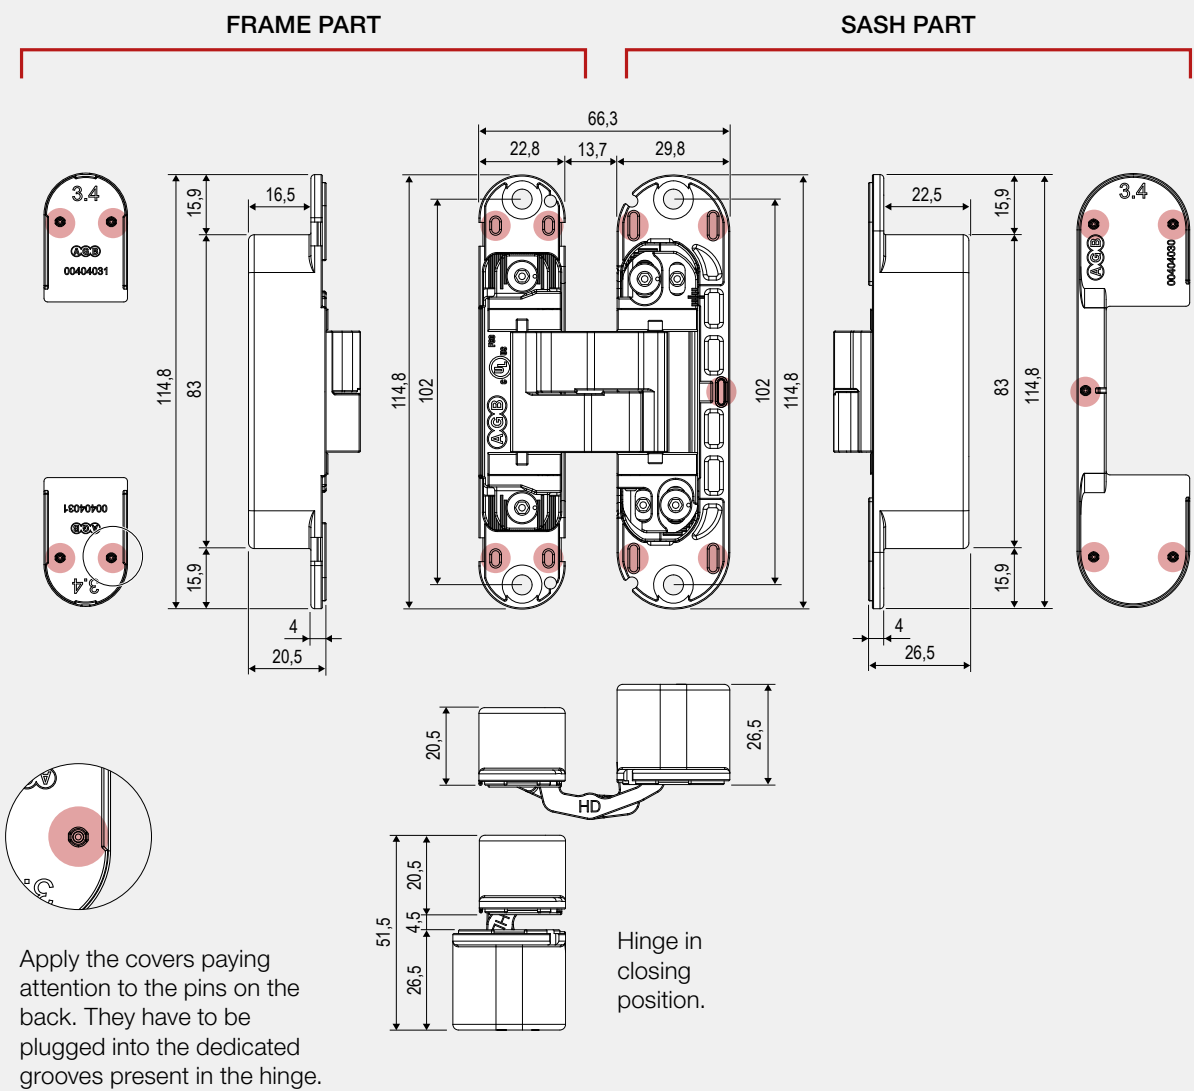 FRAME PART
SASH PART
66,3
22,8
13,7
29,8
3.4
AGB
00404031
15,9
16,5
114,8
83
15,9
4
20,5
114,8
102
FSC
C UL US
AGB
102
114,8
22,5
15,9
83
114,8
15,9
4
26,5
3.4
AGB
00404030
00404031
AGB
3.4
20,5
26,5
HD
51,5
20,5
4,5
26,5
Hinge in
closing
position.
Apply the covers paying
attention to the pins on the
back. They have to be
plugged into the dedicated
grooves present in the hinge.